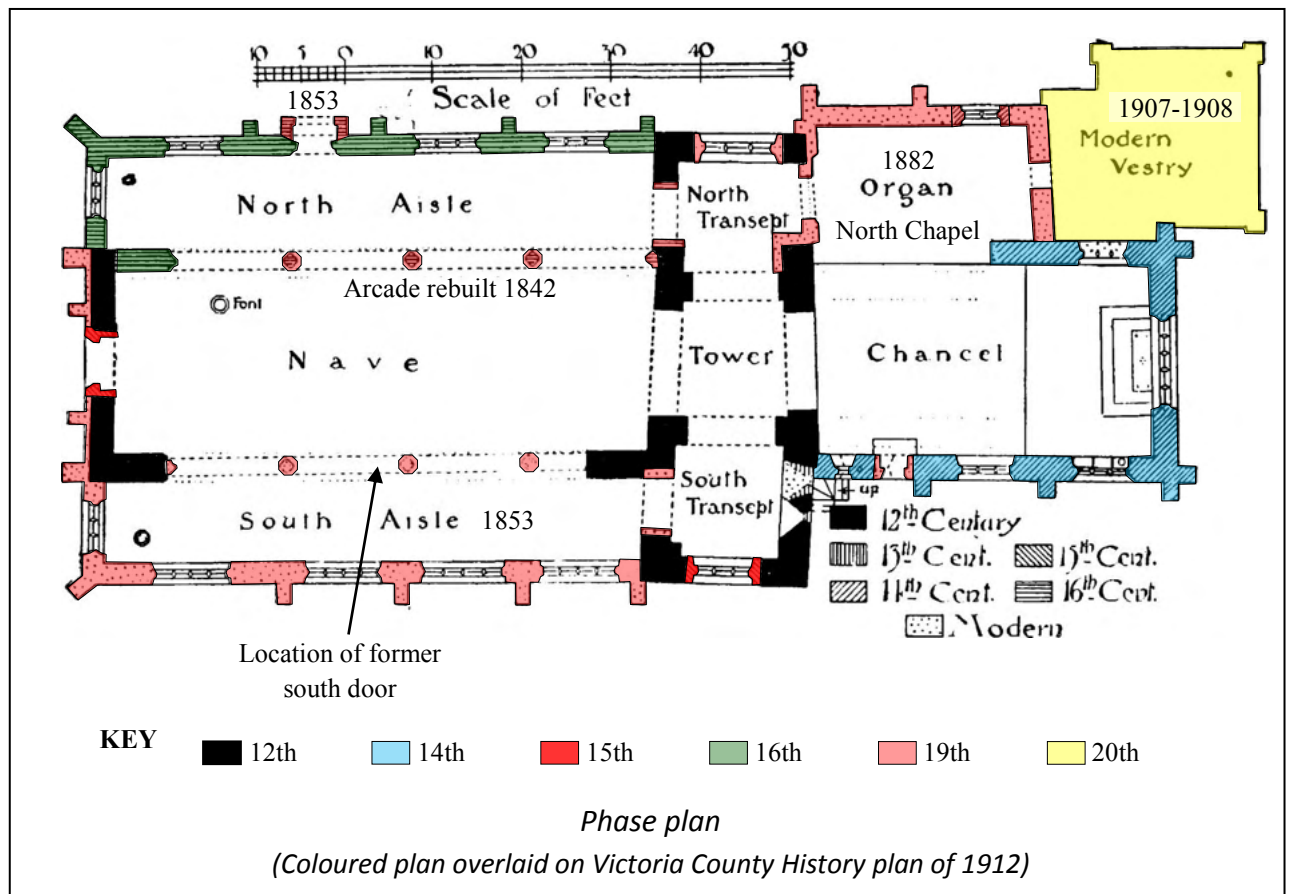 10 5 0 10 20 30 40 50
Scale of Feet
1853
1907-1908
Modern
Vestry
1882
Organ
North Chapel
North
Transept
North Aisle
Arcade rebuilt 1842
Font
Nave
Tower
Chancel
South
Transept
up
South Aisle 1853
12th Century
13th Cent. 15th Cent.
14th Cent. 16th Cent.
Modern
Location of former
south door
KEY 12th 14th 15th 16th 19th 20th
Phase plan
(Coloured plan overlaid on Victoria County History plan of 1912)